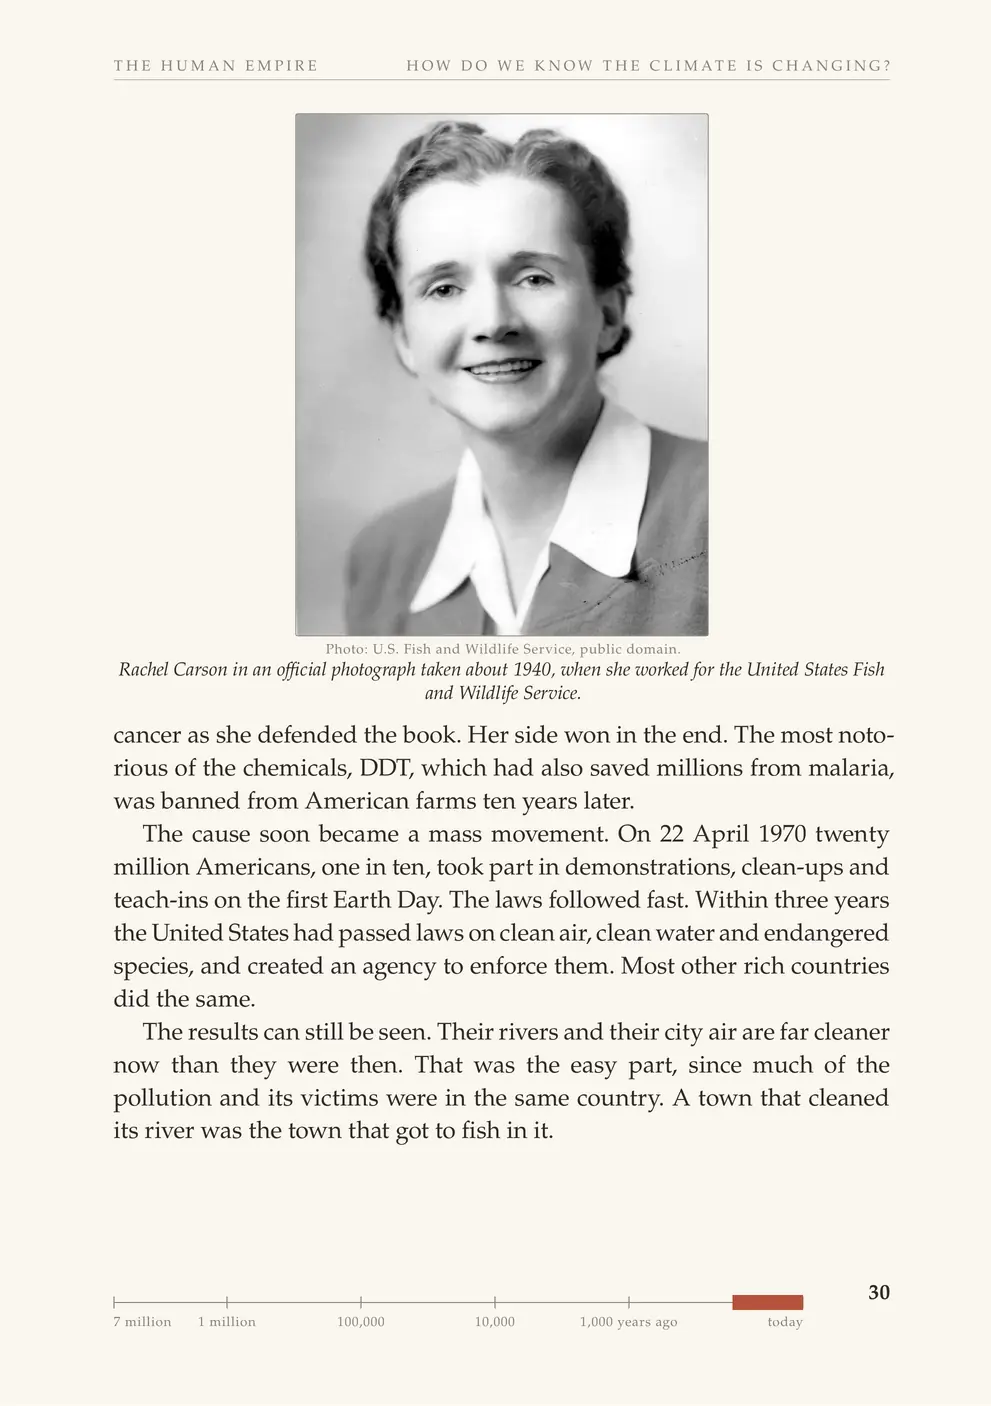 THE HUMAN EMPIRE
HOW DO WE KNOW THE CLIMATE IS CHANGING?
Photo: U.S. Fish and Wildlife Service, public domain.
Rachel Carson in an official photograph taken about 1940, when she worked for the United States Fish
and Wildlife Service.
cancer as she defended the book. Her side won in the end. The most noto-
rious of the chemicals, DDT, which had also saved millions from malaria,
was banned from American farms ten years later.
The cause soon became a mass movement. On 22 April 1970 twenty
million Americans, one in ten, took part in demonstrations, clean-ups and
teach-ins on the first Earth Day. The laws followed fast. Within three years
the United States had passed laws on clean air, clean water and endangered
species, and created an agency to enforce them. Most other rich countries
did the same.
The results can still be seen. Their rivers and their city air are far cleaner
now than they were then. That was the easy part, since much of the
pollution and its victims were in the same country. A town that cleaned
its river was the town that got to fish in it.
30
7 million 1 million 100,000 10,000 1,000 years ago today